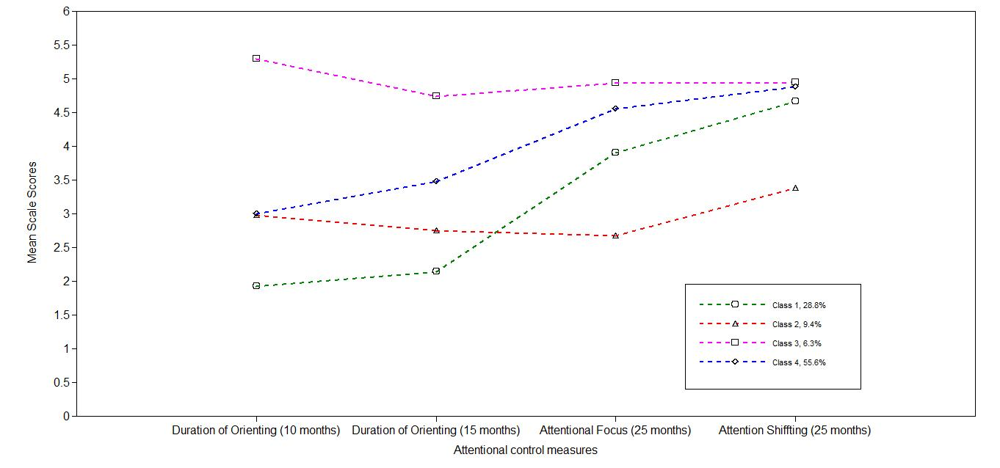 6
5.5
5
4.5
4
3.5
3
2.5
2
1.5
1
0.5
0
Mean Scale Scores
Class 1, 28.8%
Class 2, 9.4%
Class 3, 6.3%
Class 4, 55.6%
Duration of Orienting (10 months) Duration of Orienting (15 months) Attentional Focus (25 months) Attention Shiffting (25 months)
Attentional control measures